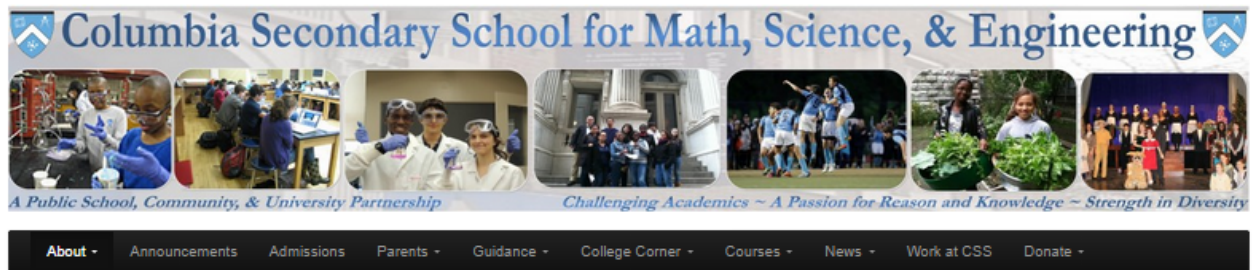 Columbia Secondary School for Math, Science, & Engineering
A Public School, Community, & University Partnership
Challenging Academics ~ A Passion for Reason and Knowledge ~ Strength in Diversity
About Announcements Admissions Parents Guidance College Corner Courses News Work at CSS Donate